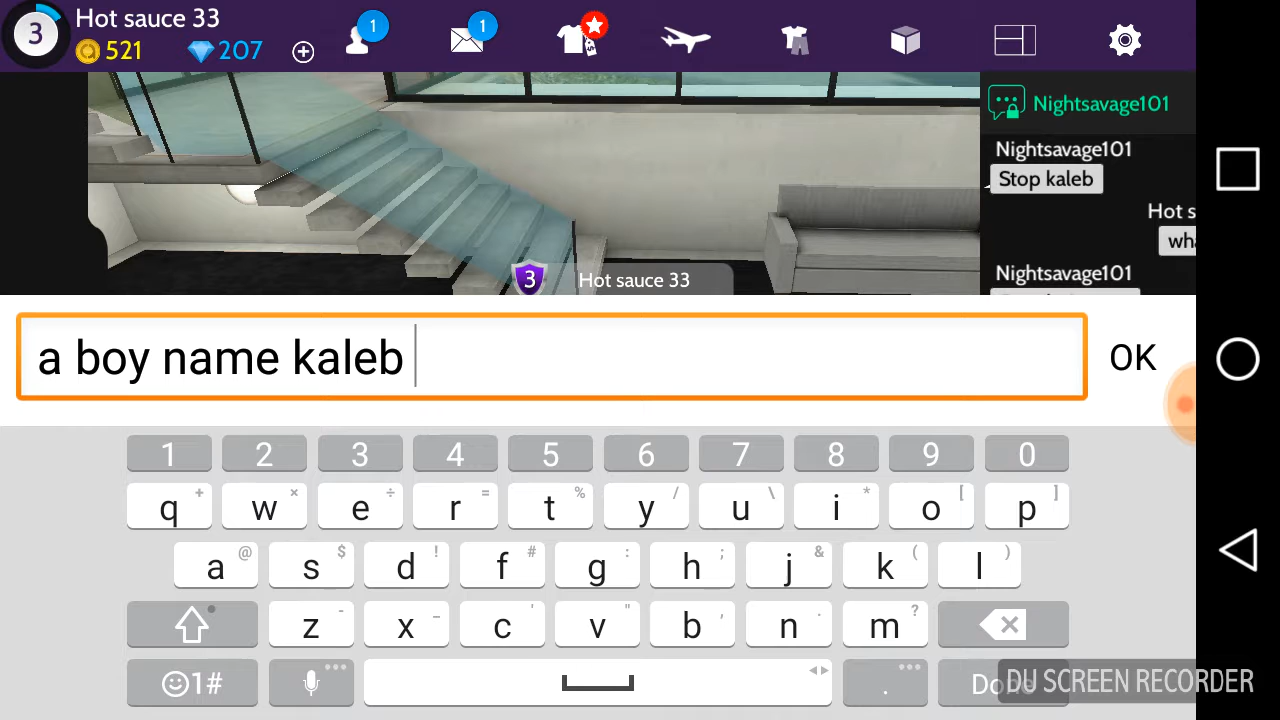 3
Hot sauce 33
521
207
1
1
Nightsavage101
Nightsavage101
Stop kaleb
Hot s
wha
Nightsavage101
3
Hot sauce 33
a boy name kaleb
OK
1 2 3 4 5 6 7 8 9 0
q + w × e ÷ r = t % y / u \ i * o [ p ]
a @ s $ d ! f # g : h ; j & k ( l )
z - x _ c ' v " b , n . m ?
☺1# . Done
DU SCREEN RECORDER